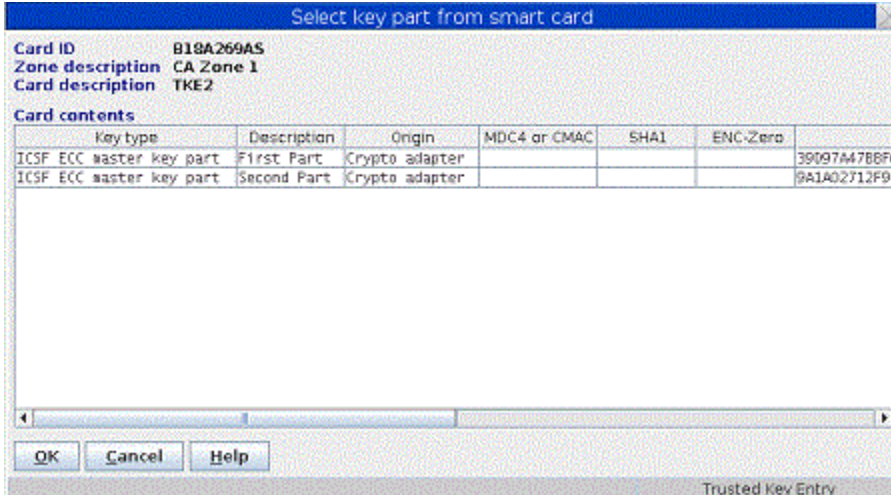 Select key part from smart card
Card ID B18A269AS
Zone description CA Zone 1
Card description TKE2
Card contents
Key type Description Origin MDC4 or CMAC SHA1 ENC-Zero
ICSF ECC master key part First Part Crypto adapter 39D97A47BBF
ICSF ECC master key part Second Part Crypto adapter 9A1A02712F9
OK Cancel Help
Trusted Key Entry